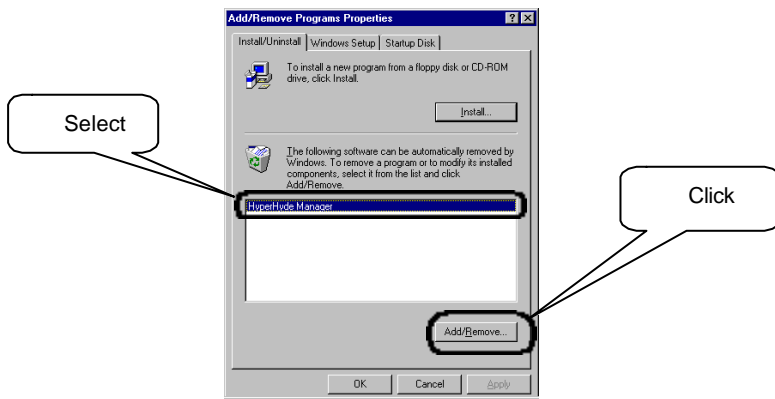 Add/Remove Programs Properties
Install/Uninstall Windows Setup Startup Disk
To install a new program from a floppy disk or CD-ROM
drive, click Install.
Install...
Select
The following software can be automatically removed by
Windows. To remove a program or to modify its installed
components, select it from the list and click
Add/Remove.
HyperHyde Manager
Click
Add/Remove...
OK Cancel Apply